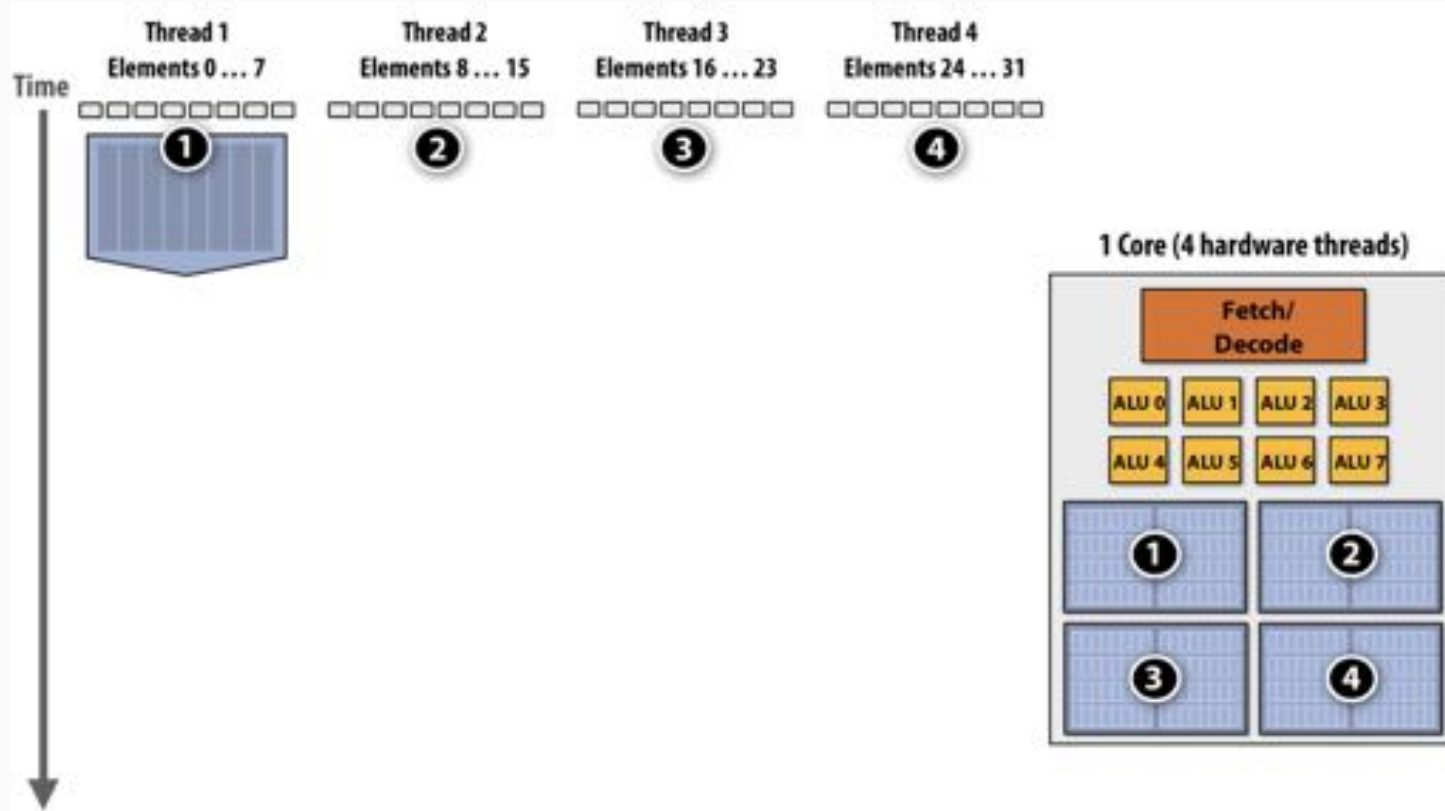 Thread 1
Elements 0 ... 7
Thread 2
Elements 8 ... 15
Thread 3
Elements 16 ... 23
Thread 4
Elements 24 ... 31
Time
1
2
3
4
1 Core (4 hardware threads)
Fetch/
Decode
ALU 0 ALU 1 ALU 2 ALU 3
ALU 4 ALU 5 ALU 6 ALU 7
1 2
3 4